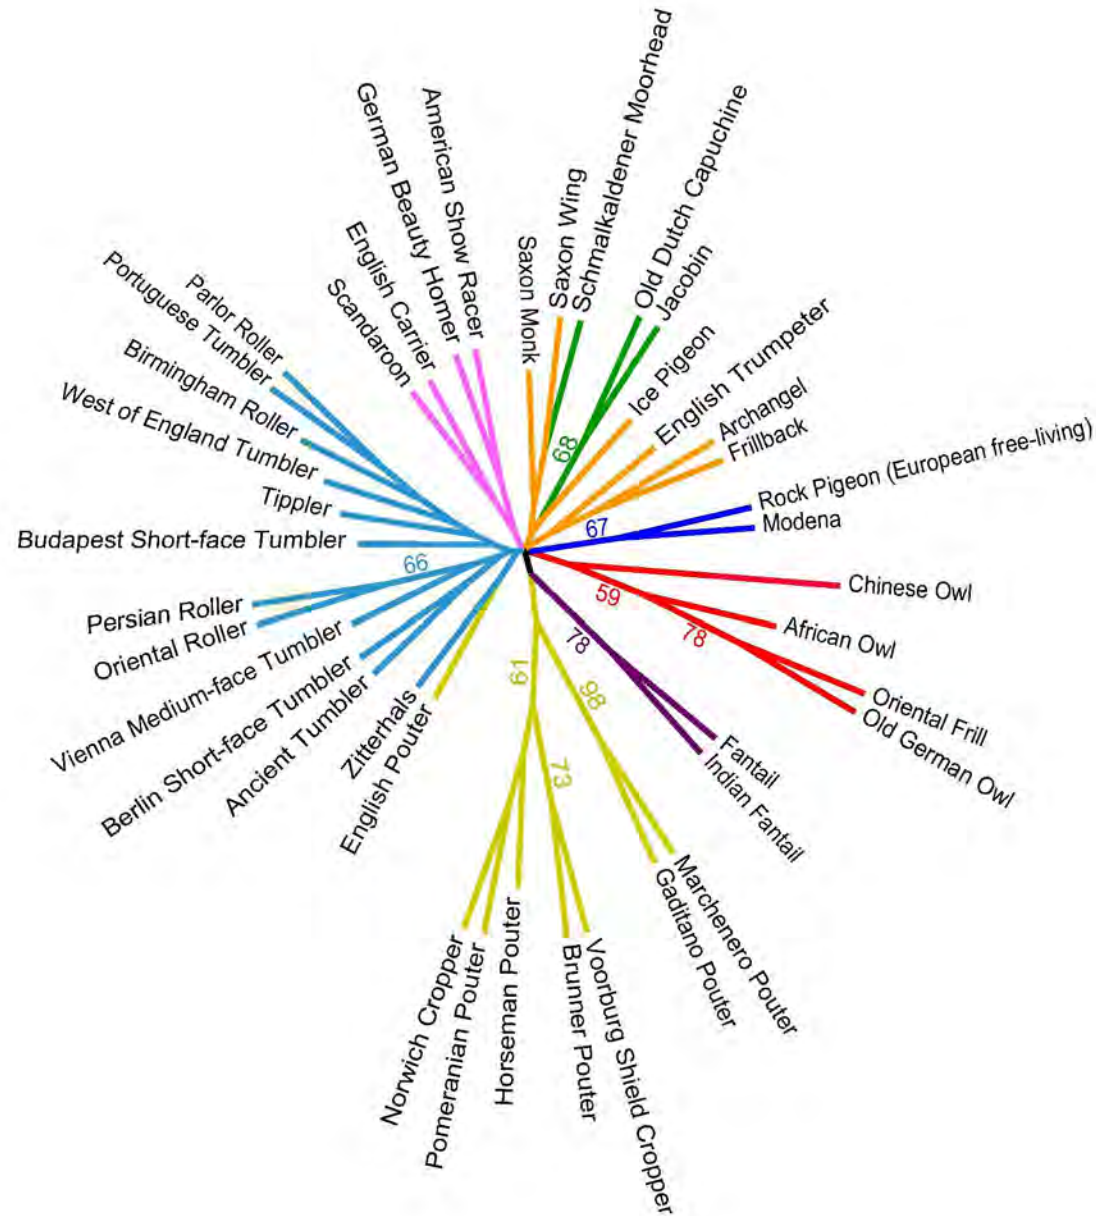 American Show Racer
German Beauty Homer
English Carrier
Scandaroon
Saxon Monk
Saxon Wing
Schmalkaldener Moorhead
Old Dutch Capuchine
Jacobin
Ice Pigeon
English Trumpeter
Archangel
Frillback
Rock Pigeon (European free-living)
Modena
Chinese Owl
African Owl
Oriental Frill
Old German Owl
Fantail
Indian Fantail
Marchenero Pouter
Gaditano Pouter
Voorburg Shield Cropper
Brunner Pouter
Horseman Pouter
Pomeranian Pouter
Norwich Cropper
English Pouter
Zitterhals
Ancient Tumbler
Berlin Short-face Tumbler
Vienna Medium-face Tumbler
Oriental Roller
Persian Roller
Budapest Short-face Tumbler
Tippler
West of England Tumbler
Birmingham Roller
Portuguese Tumbler
Parlor Roller
68
67
59
78
78
98
73
61
66